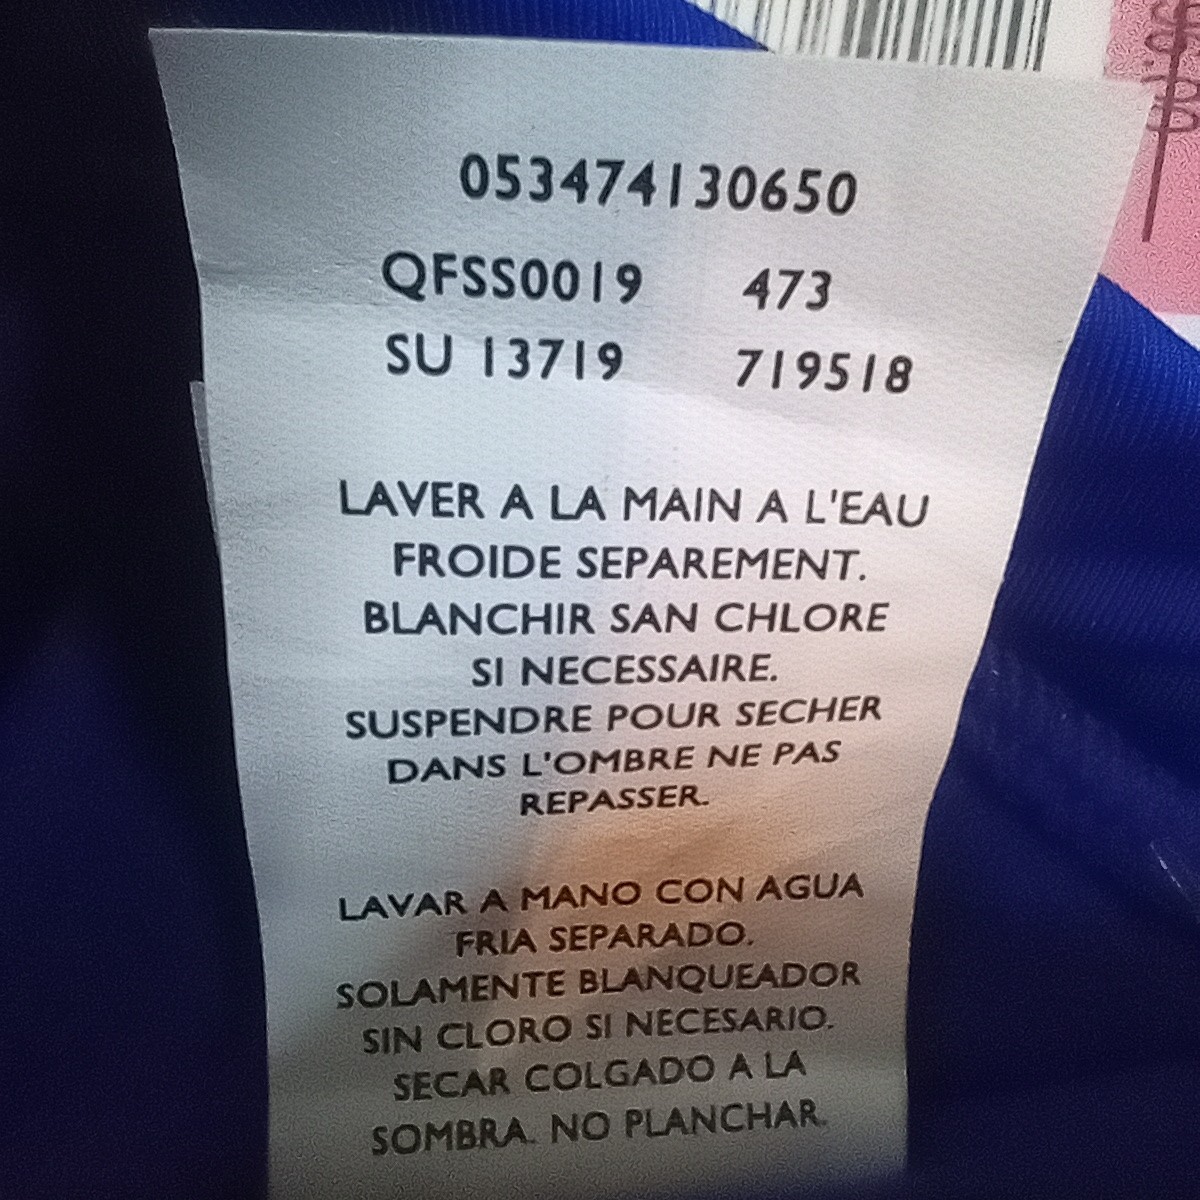 053474130650
QFSS0019 473
SU 13719 719518
LAVER A LA MAIN A L'EAU
FROIDE SEPAREMENT.
BLANCHIR SAN CHLORE
SI NECESSAIRE.
SUSPENDRE POUR SECHER
DANS L'OMBRE NE PAS
REPASSER.
LAVAR A MANO CON AGUA
FRIA SEPARADO.
SOLAMENTE BLANQUEADOR
SIN CLORO SI NECESARIO.
SECAR COLGADO A LA
SOMBRA. NO PLANCHAR.